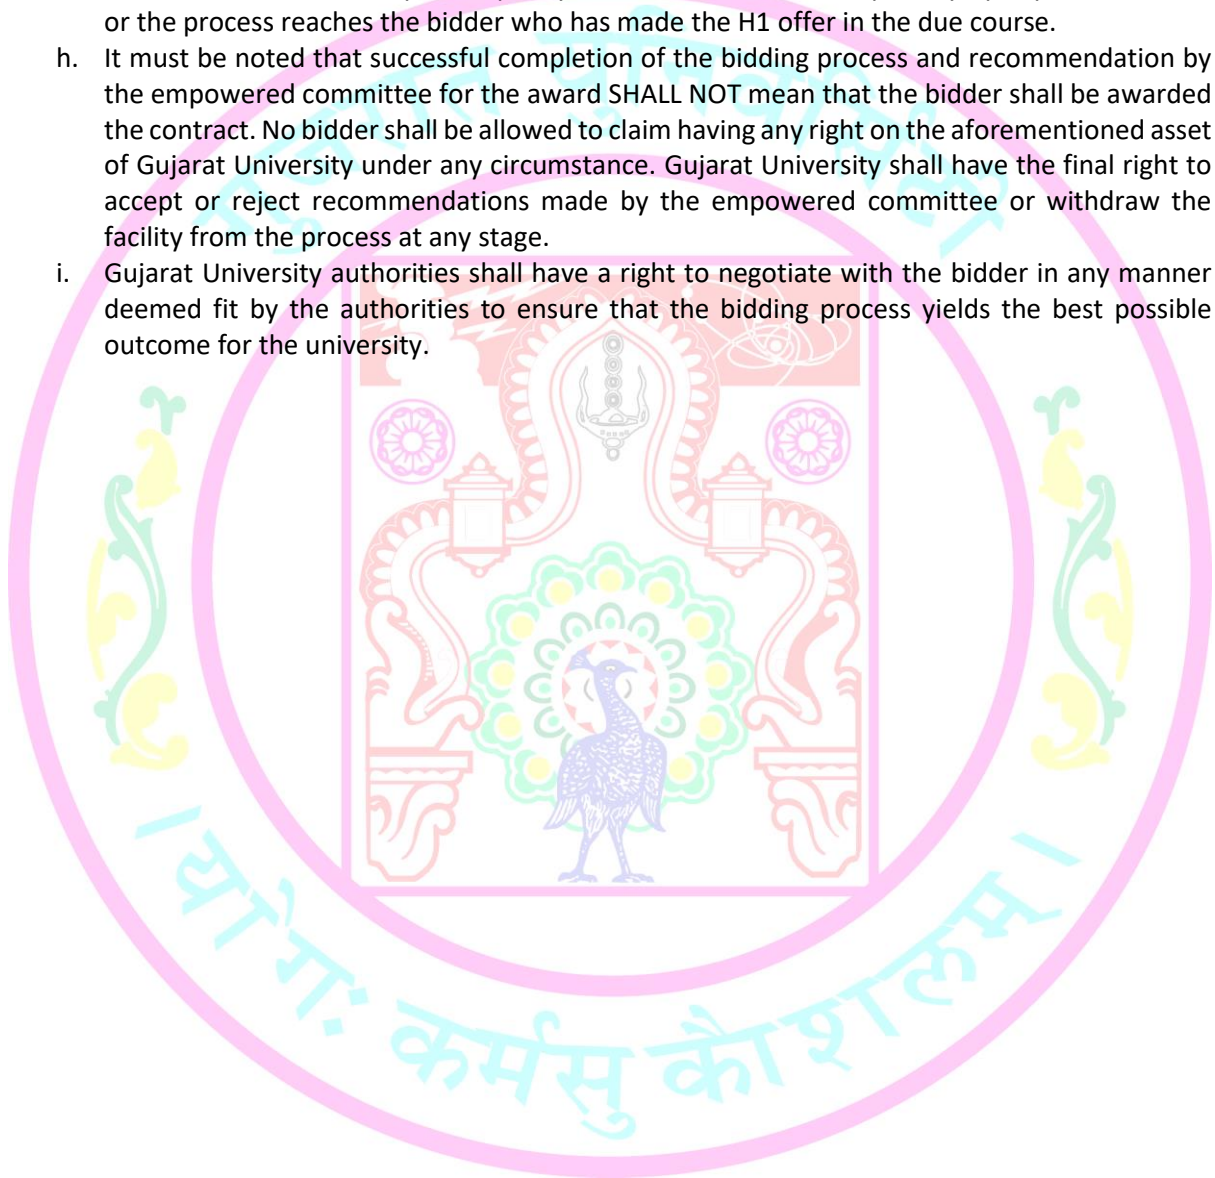 or the process reaches the bidder who has made the H1 offer in the due course.
h. It must be noted that successful completion of the bidding process and recommendation by
the empowered committee for the award SHALL NOT mean that the bidder shall be awarded
the contract. No bidder shall be allowed to claim having any right on the aforementioned asset
of Gujarat University under any circumstance. Gujarat University shall have the final right to
accept or reject recommendations made by the empowered committee or withdraw the
facility from the process at any stage.
i. Gujarat University authorities shall have a right to negotiate with the bidder in any manner
deemed fit by the authorities to ensure that the bidding process yields the best possible
outcome for the university.
गुजरात युनिवर्सिटी
। योगः कर्मसु कौशलम् ।